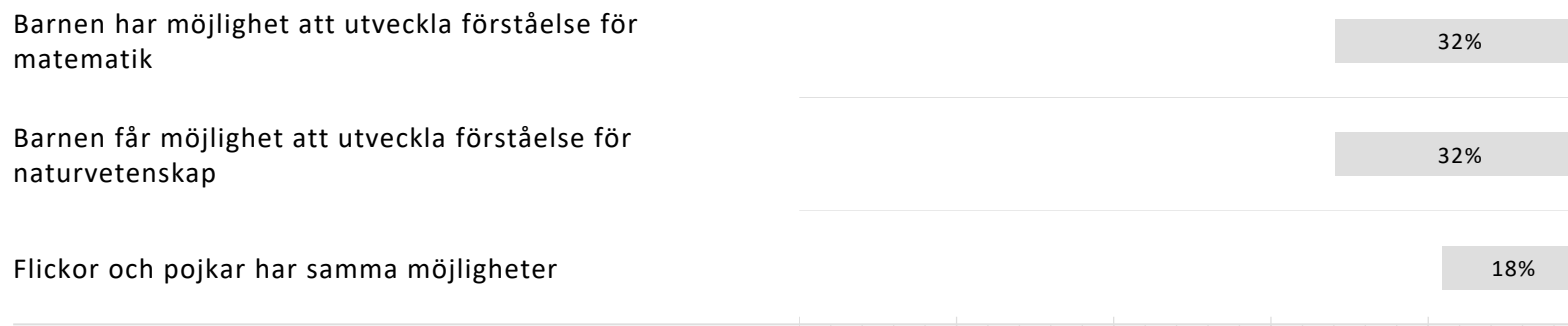 Barnen har möjlighet att utveckla förståelse för
matematik
32%
Barnen får möjlighet att utveckla förståelse för
naturvetenskap
32%
Flickor och pojkar har samma möjligheter
18%